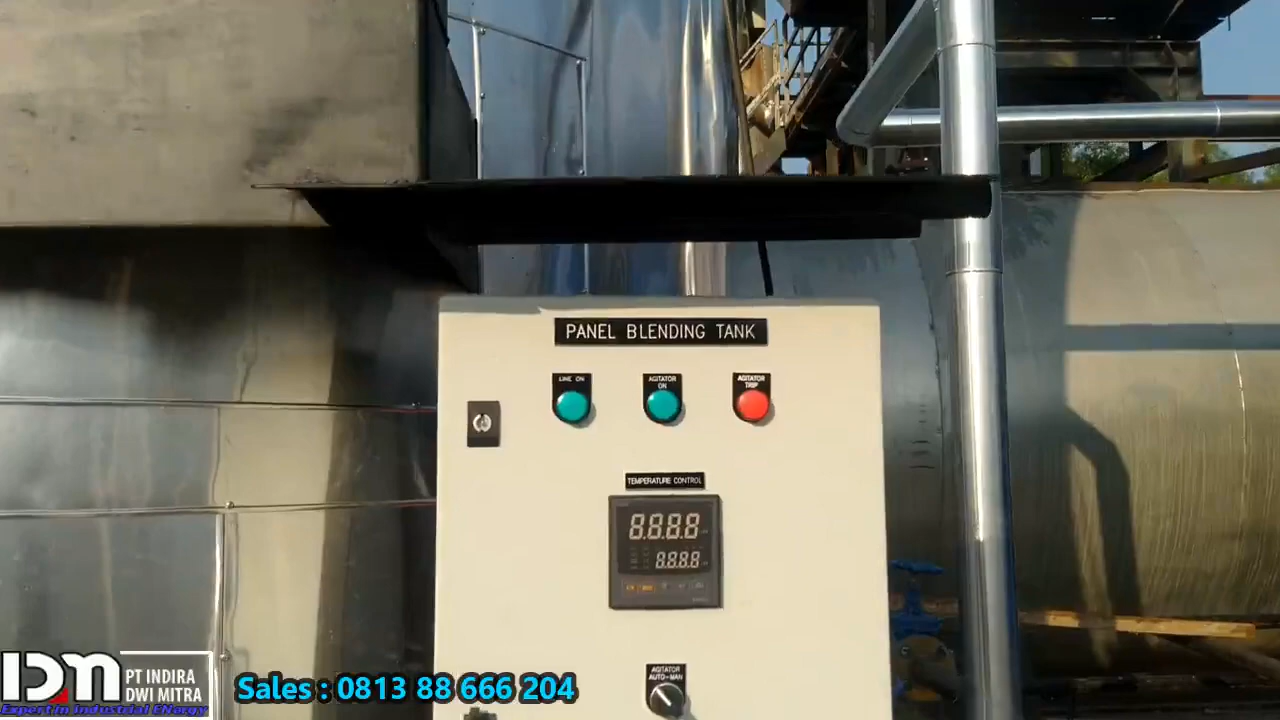 PANEL BLENDING TANK
LINE ON
AGITATOR
ON
AGITATOR
TRIP
TEMPERATURE CONTROL
8.8.8.8
8.8.8.8
AGITATOR
AUTO-MAN
IDM
PT INDIRA
DWI MITRA
Expert in Industrial ENergy
Sales : 0813 88 666 204